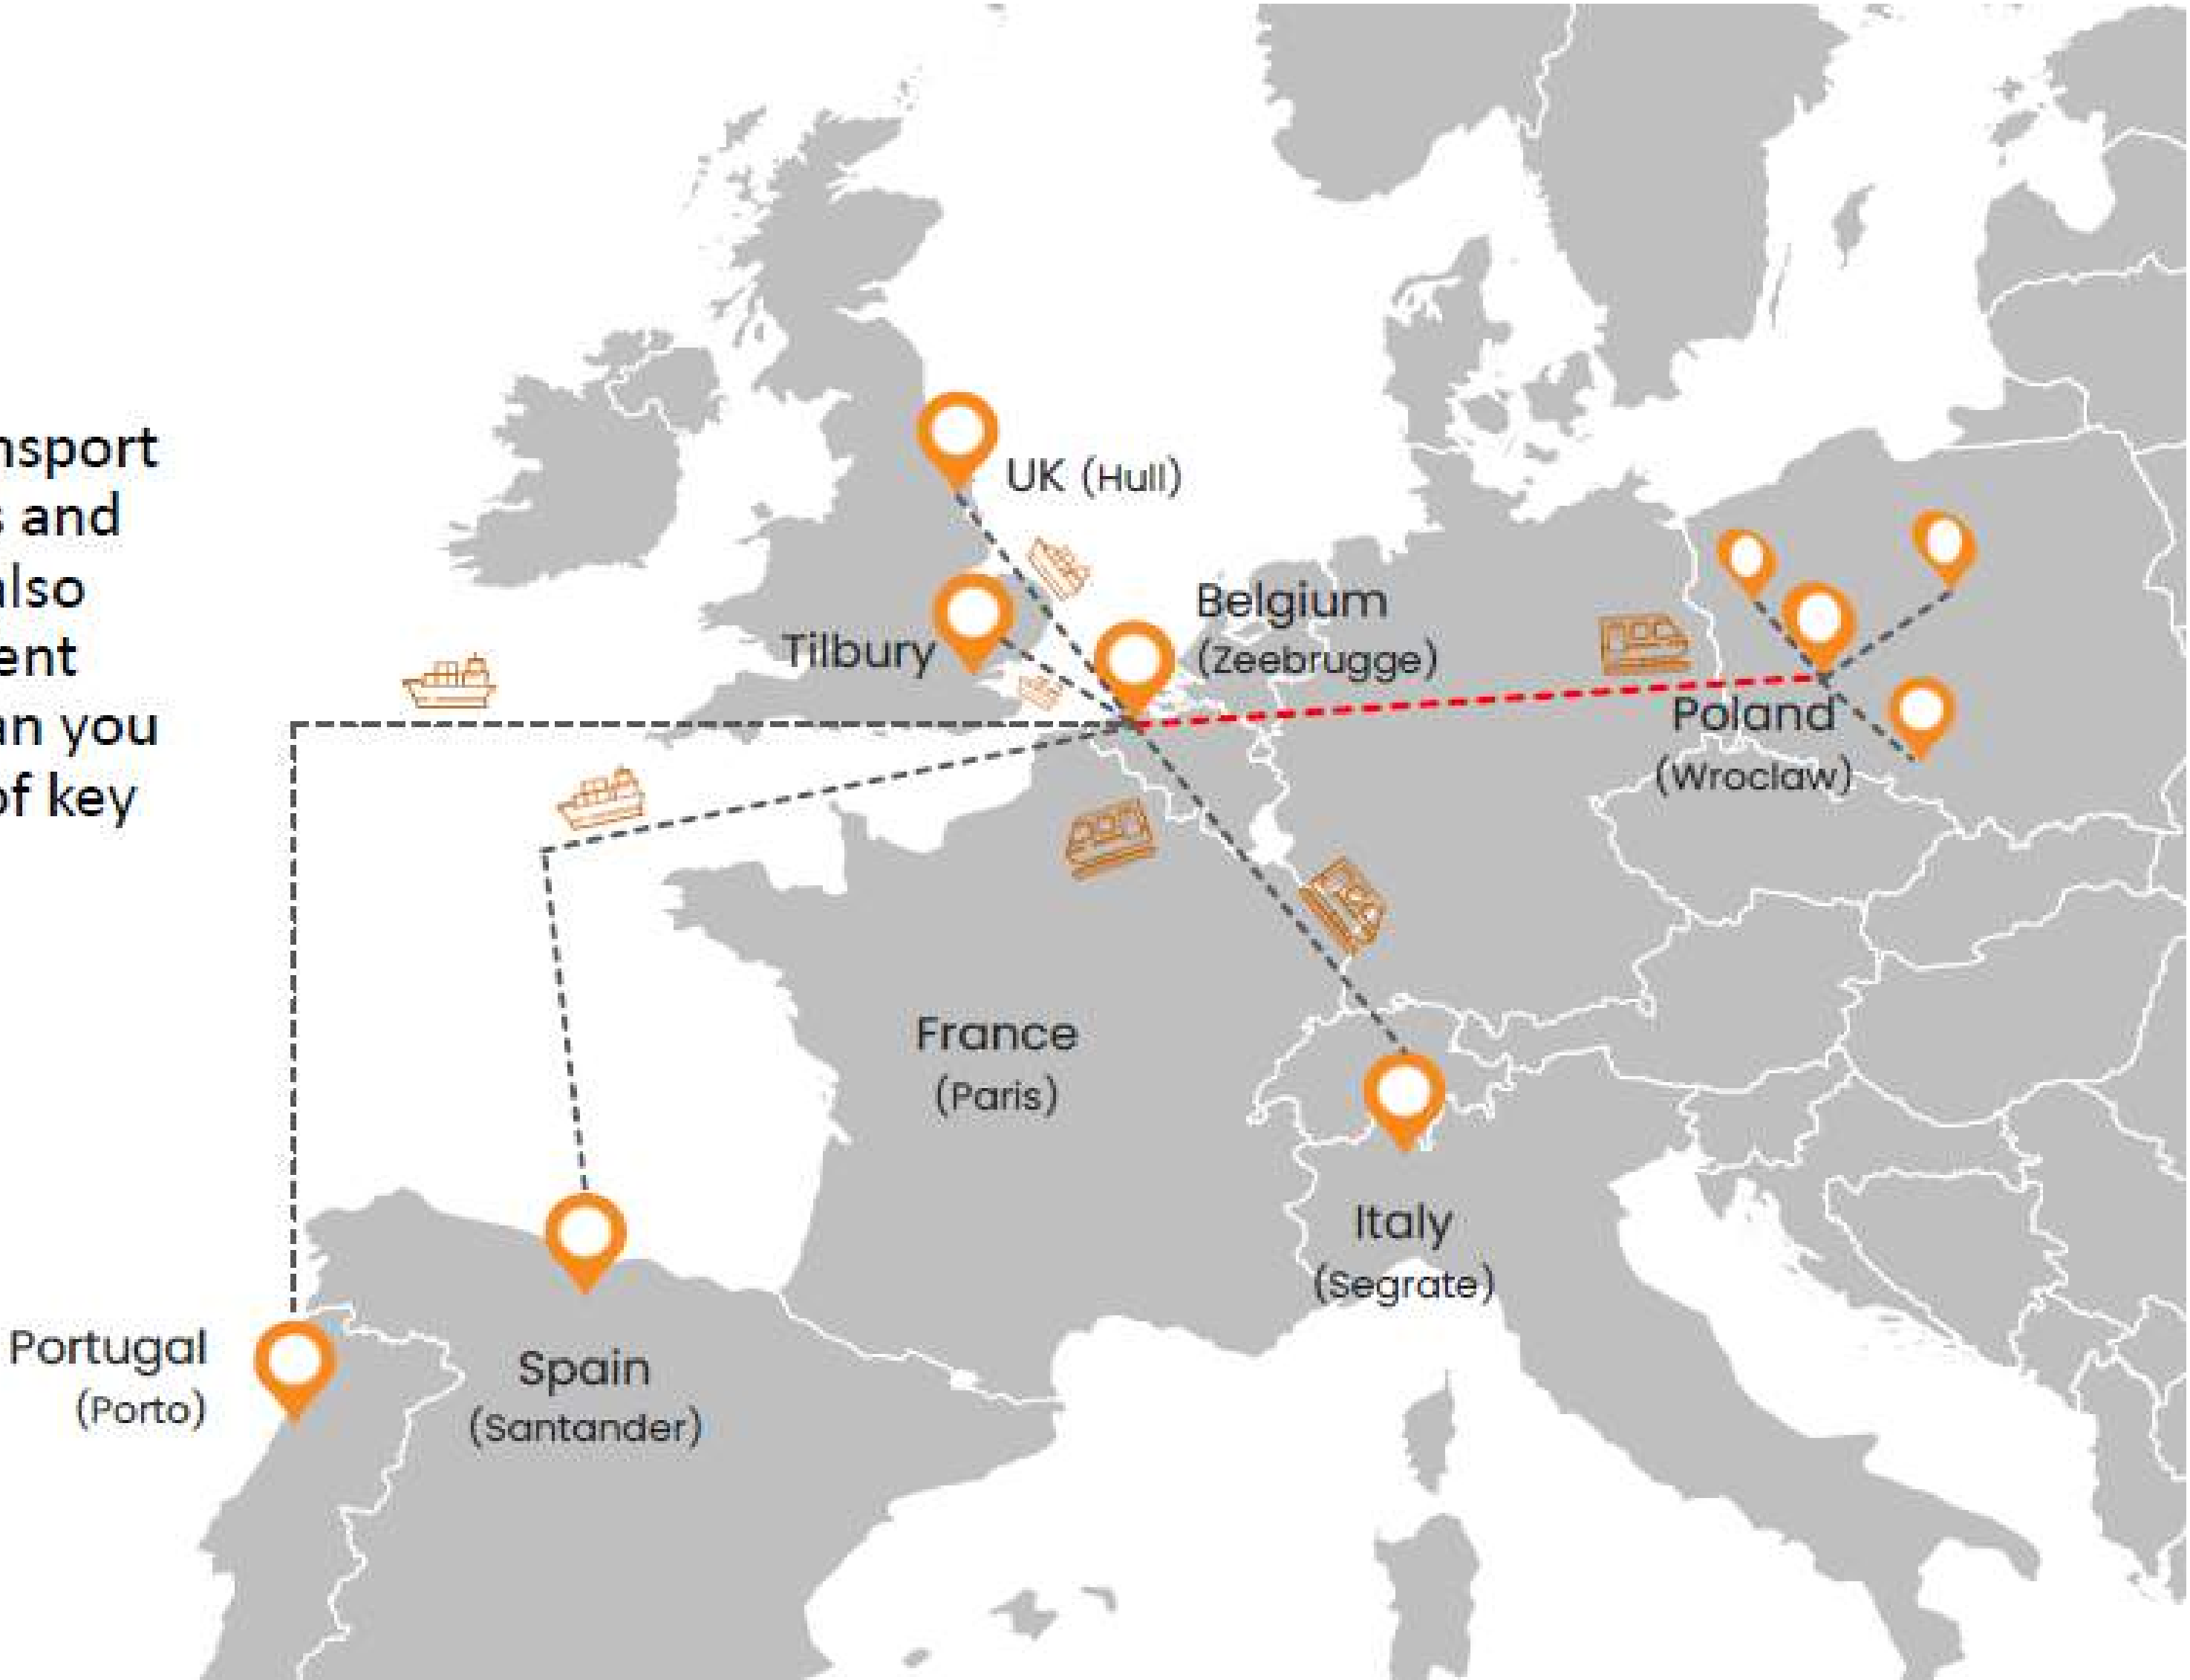 nsport
s and
also
ent
an you
of key
UK (Hull)
Tilbury
Belgium
(Zeebrugge)
Poland
(Wroclaw)
France
(Paris)
Italy
(Segrate)
Portugal
(Porto)
Spain
(Santander)